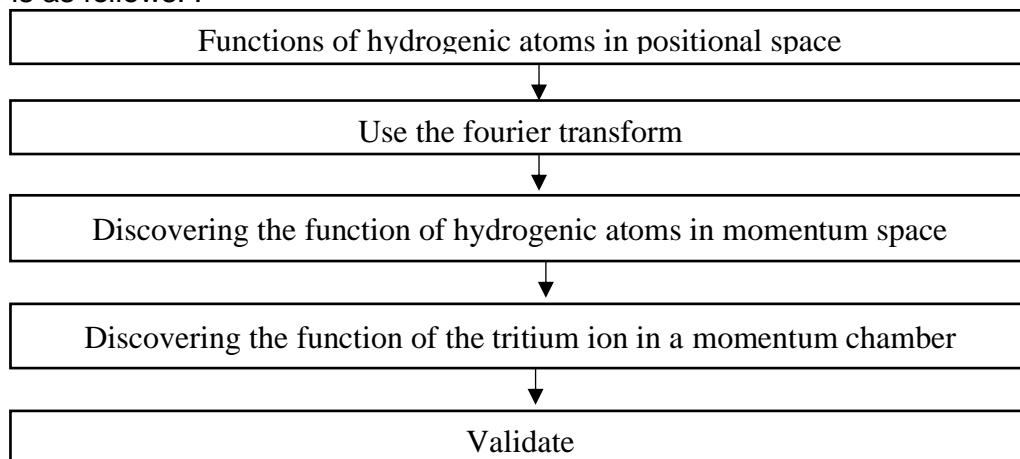 is as follower .
Functions of hydrogenic atoms in positional space
Use the fourier transform
Discovering the function of hydrogenic atoms in momentum space
Discovering the function of the tritium ion in a momentum chamber
Validate